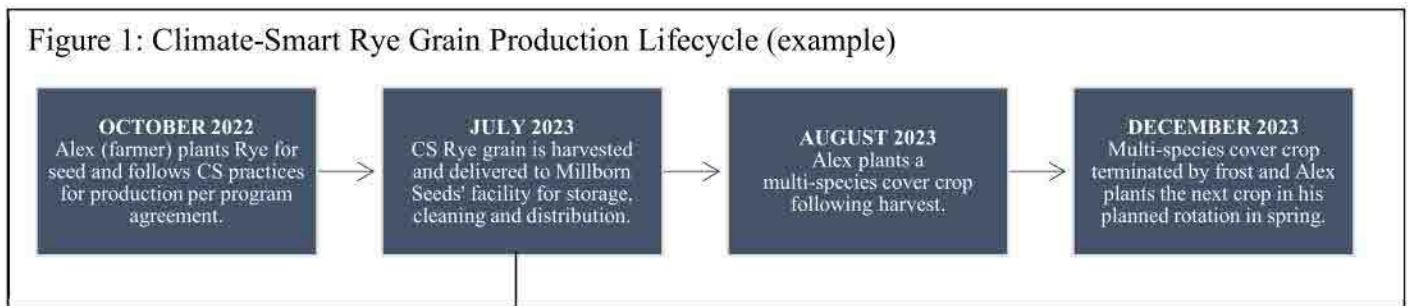 Figure 1: Climate-Smart Rye Grain Production Lifecycle (example)
OCTOBER 2022
Alex (farmer) plants Rye for
seed and follows CS practices
for production per program
agreement.
JULY 2023
CS Rye grain is harvested
and delivered to Millborn
Seeds' facility for storage,
cleaning and distribution.
AUGUST 2023
Alex plants a
multi-species cover crop
following harvest.
DECEMBER 2023
Multi-species cover crop
terminated by frost and Alex
plants the next crop in his
planned rotation in spring.